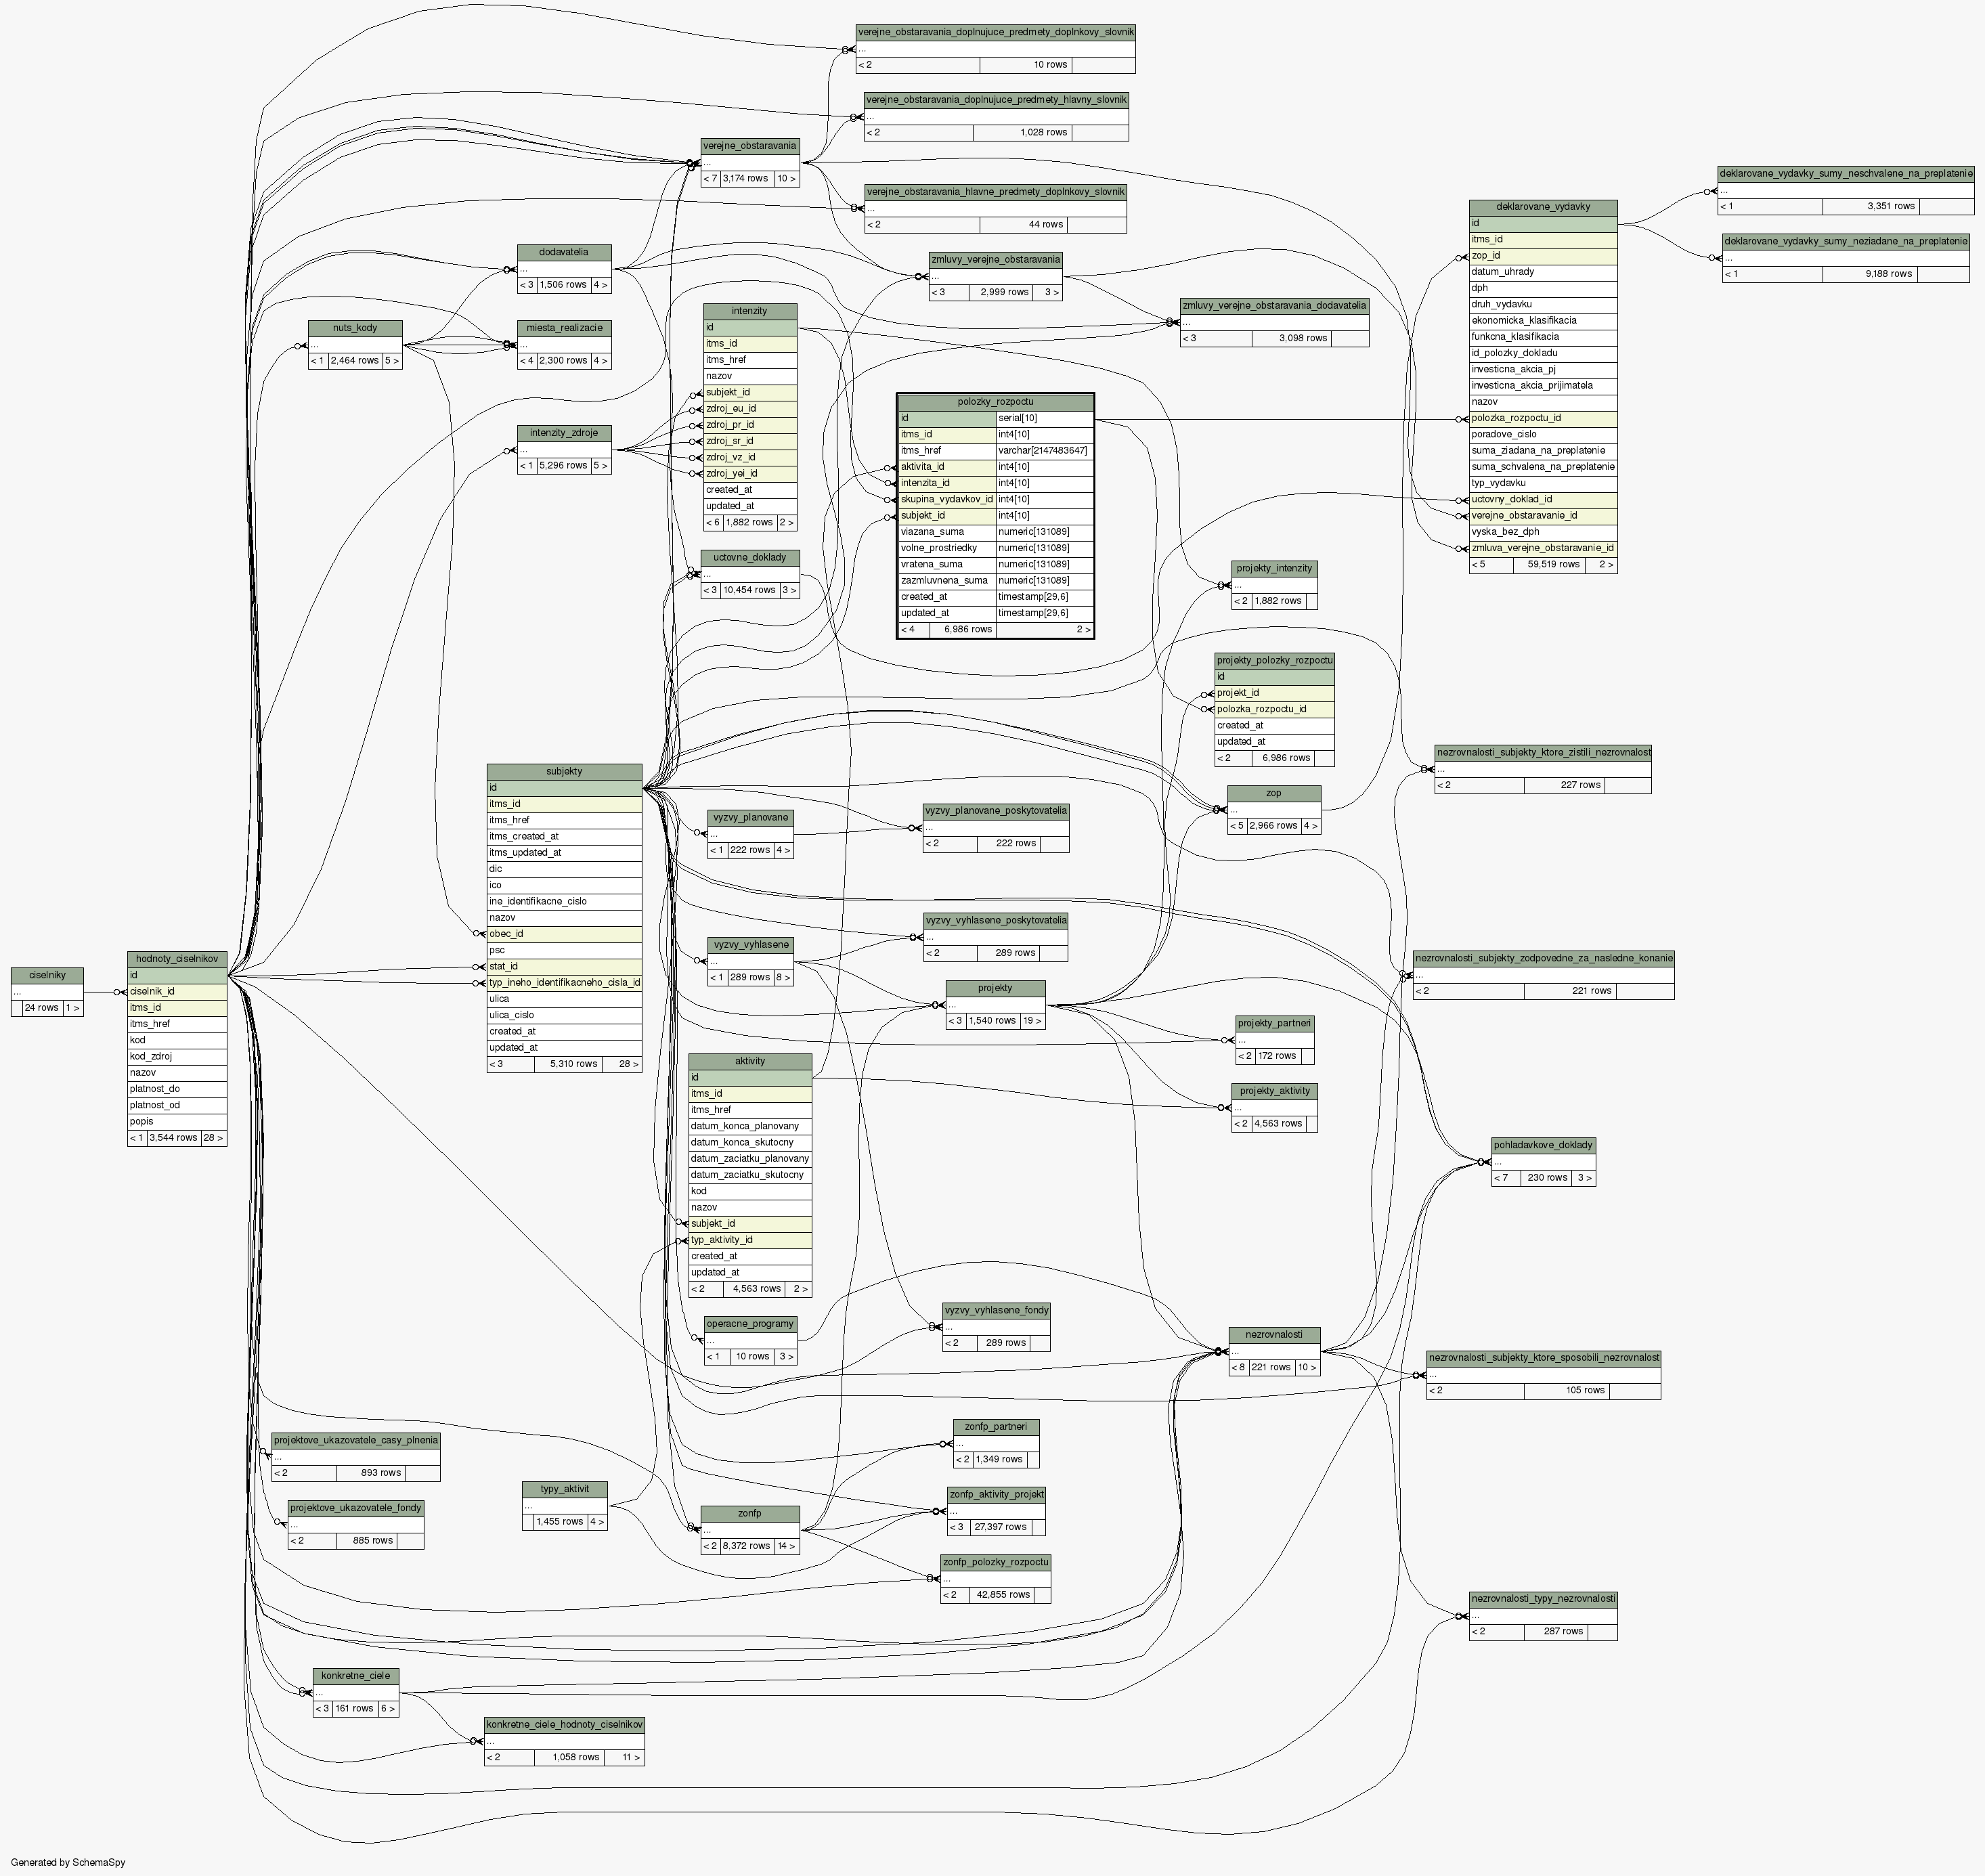 verejne_obstaravania_doplnujuce_predmety_doplnkovy_slovnik
...
< 2 10 rows
verejne_obstaravania_doplnujuce_predmety_hlavny_slovnik
...
< 2 1,028 rows
verejne_obstaravania
...
< 7 3,174 rows 10 >
verejne_obstaravania_hlavne_predmety_doplnkovy_slovnik
...
< 2 44 rows
deklarovane_vydavky_sumy_neschvalene_na_preplatenie
...
< 1 3,351 rows
deklarovane_vydavky_sumy_neziadane_na_preplatenie
...
< 1 9,188 rows
deklarovane_vydavky
id
itms_id
zop_id
datum_uhrady
dph
druh_vydavku
ekonomicka_klasifikacia
funkcna_klasifikacia
id_polozky_dokladu
investicna_akcia_pj
investicna_akcia_prijimatela
nazov
polozka_rozpoctu_id
poradove_cislo
suma_ziadana_na_preplatenie
suma_schvalena_na_preplatenie
typ_vydavku
uctovny_doklad_id
verejne_obstaravanie_id
vyska_bez_dph
zmluva_verejne_obstaravanie_id
< 5 59,519 rows 2 >
dodavatelia
...
< 3 1,506 rows 4 >
zmluvy_verejne_obstaravania
...
< 3 2,999 rows 3 >
zmluvy_verejne_obstaravania_dodavatelia
...
< 3 3,098 rows
nuts_kody
...
< 1 2,464 rows 5 >
miesta_realizacie
...
< 4 2,300 rows 4 >
intenzity
id
itms_id
itms_href
nazov
subjekt_id
zdroj_eu_id
zdroj_pr_id
zdroj_sr_id
zdroj_vz_id
zdroj_yei_id
created_at
updated_at
< 6 1,882 rows 2 >
intenzity_zdroje
...
< 1 5,296 rows 5 >
polozky_rozpoctu
id serial[10]
itms_id int4[10]
itms_href varchar[2147483647]
aktivita_id int4[10]
intenzita_id int4[10]
skupina_vydavkov_id int4[10]
subjekt_id int4[10]
viazana_suma numeric[131089]
volne_prostriedky numeric[131089]
vratena_suma numeric[131089]
zazmluvnena_suma numeric[131089]
created_at timestamp[29,6]
updated_at timestamp[29,6]
< 4 6,986 rows 2 >
uctovne_doklady
...
< 3 10,454 rows 3 >
projekty_intenzity
...
< 2 1,882 rows
projekty_polozky_rozpoctu
id
projekt_id
polozka_rozpoctu_id
created_at
updated_at
< 2 6,986 rows
nezrovnalosti_subjekty_ktore_zistili_nezrovnalost
...
< 2 227 rows
zop
...
< 5 2,966 rows 4 >
subjekty
id
itms_id
itms_href
itms_created_at
itms_updated_at
dic
ico
ine_identifikacne_cislo
nazov
obec_id
psc
stat_id
typ_ineho_identifikacneho_cisla_id
ulica
ulica_cislo
created_at
updated_at
< 3 5,310 rows 28 >
vyzvy_planovane
...
< 1 222 rows 4 >
vyzvy_planovane_poskytovatelia
...
< 2 222 rows
vyzvy_vyhlasene_poskytovatelia
...
< 2 289 rows
vyzvy_vyhlasene
...
< 1 289 rows 8 >
nezrovnalosti_subjekty_zodpovedne_za_nasledne_konanie
...
< 2 221 rows
ciselniky
...
24 rows 1 >
hodnoty_ciselnikov
id
ciselnik_id
itms_id
itms_href
kod
kod_zdroj
nazov
platnost_do
platnost_od
popis
< 1 3,544 rows 28 >
projekty
...
< 3 1,540 rows 19 >
projekty_partneri
...
< 2 172 rows
aktivity
id
itms_id
itms_href
datum_konca_planovany
datum_konca_skutocny
datum_zaciatku_planovany
datum_zaciatku_skutocny
kod
nazov
subjekt_id
typ_aktivity_id
created_at
updated_at
< 2 4,563 rows 2 >
projekty_aktivity
...
< 2 4,563 rows
pohladavkove_doklady
...
< 7 230 rows 3 >
vyzvy_vyhlasene_fondy
...
< 2 289 rows
operacne_programy
...
< 1 10 rows 3 >
nezrovnalosti
...
< 8 221 rows 10 >
nezrovnalosti_subjekty_ktore_sposobili_nezrovnalost
...
< 2 105 rows
zonfp_partneri
...
< 2 1,349 rows
projektove_ukazovatele_casy_plnenia
...
< 2 893 rows
typy_aktivit
...
1,455 rows 4 >
zonfp_aktivity_projekt
...
< 3 27,397 rows
projektove_ukazovatele_fondy
...
< 2 885 rows
zonfp
...
< 2 8,372 rows 14 >
zonfp_polozky_rozpoctu
...
< 2 42,855 rows
nezrovnalosti_typy_nezrovnalosti
...
< 2 287 rows
konkretne_ciele
...
< 3 161 rows 6 >
konkretne_ciele_hodnoty_ciselnikov
...
< 2 1,058 rows 11 >
Generated by SchemaSpy